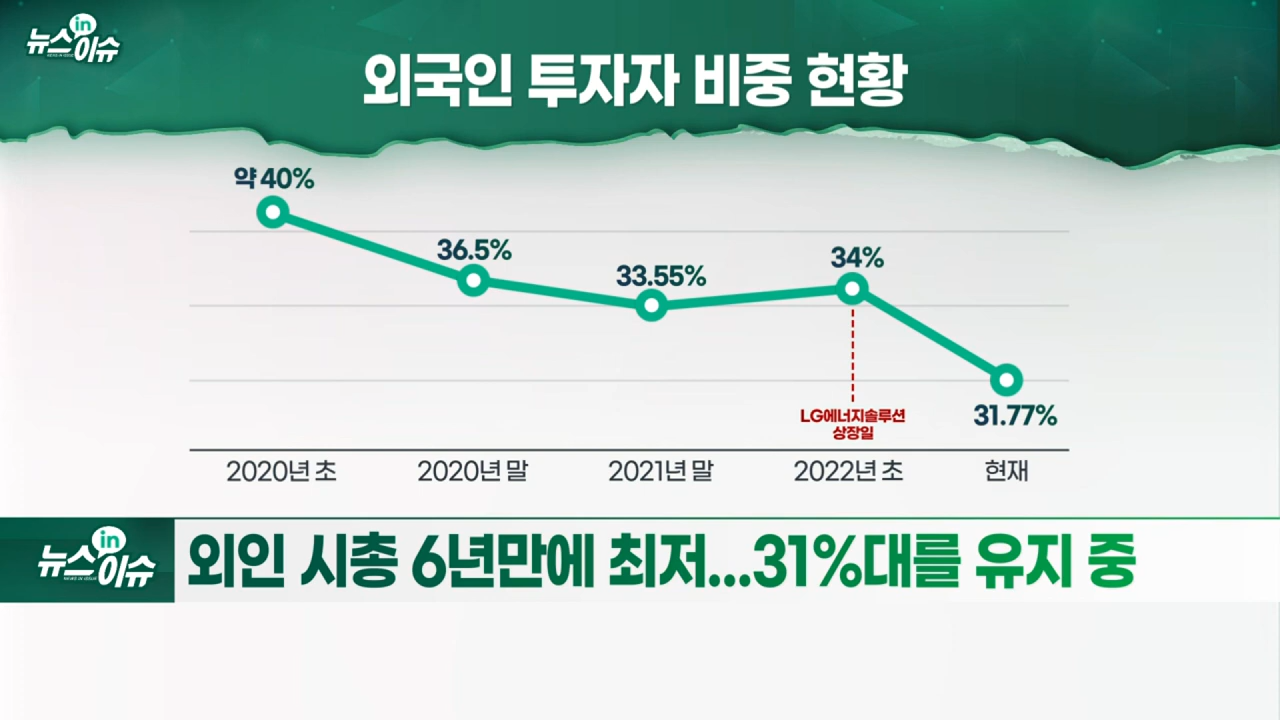 뉴스in이슈
외국인 투자자 비중 현황
약 40%
36.5%
33.55%
34%
31.77%
LG에너지솔루션
상장일
2020년 초
2020년 말
2021년 말
2022년 초
현재
뉴스in이슈
외인 시총 6년만에 최저...31%대를 유지 중